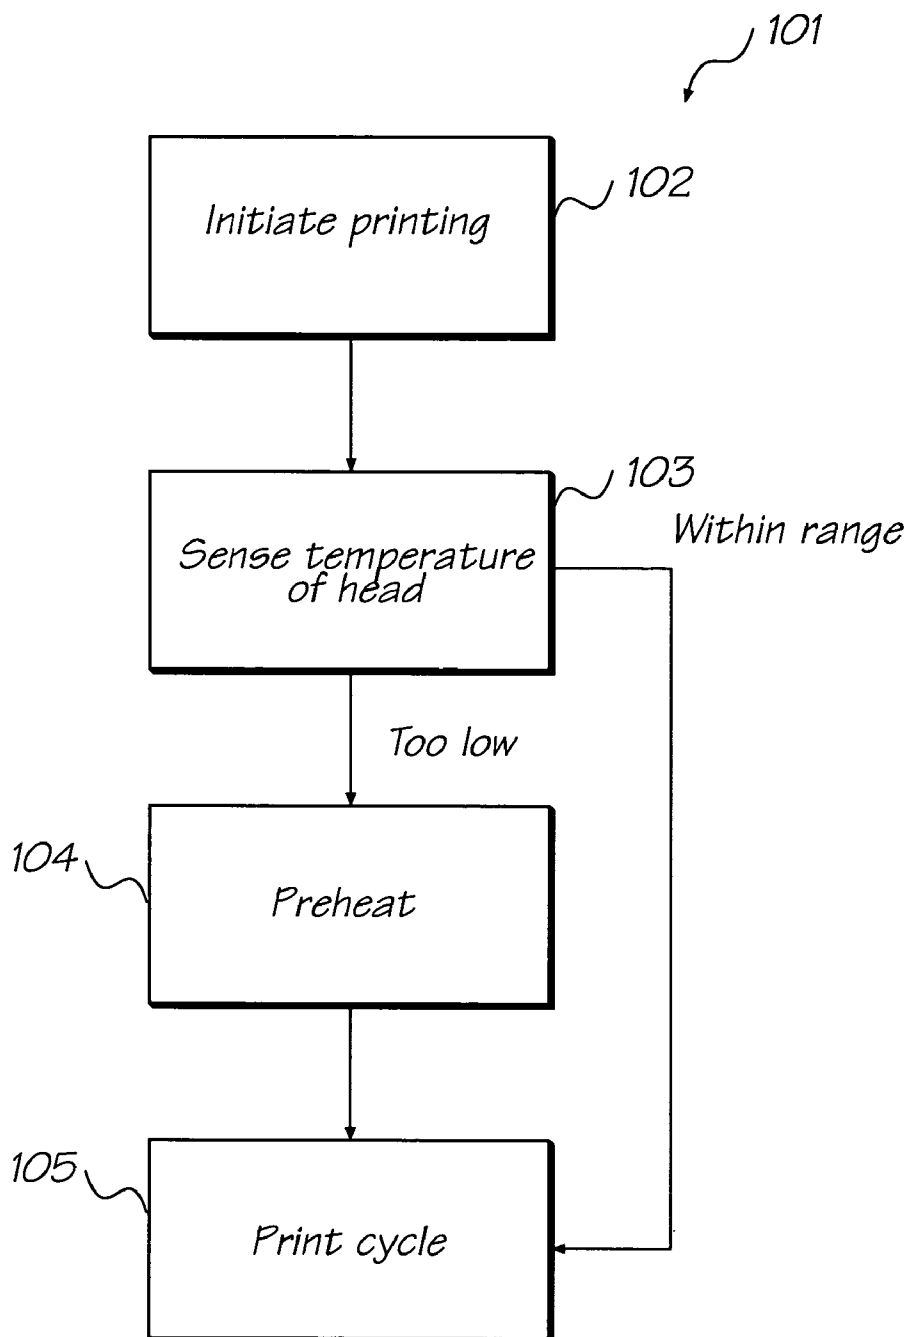 101
Initiate printing
102
Sense temperature
of head
103
Within range
Too low
104
Preheat
105
Print cycle